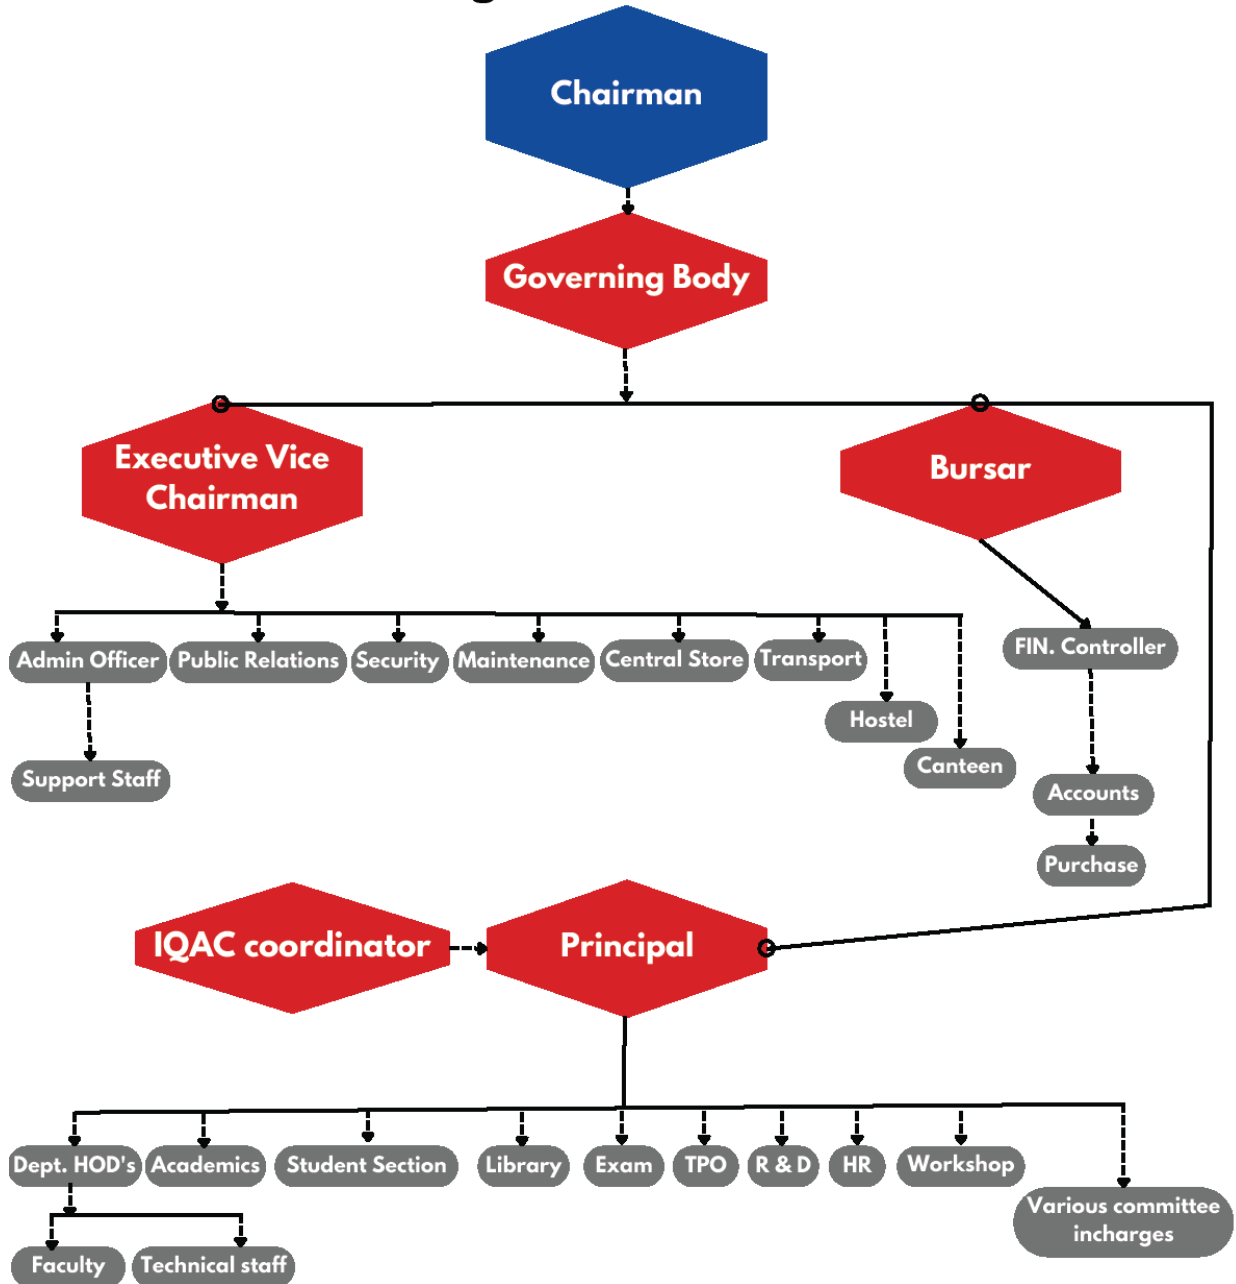 Chairman
Governing Body
Executive Vice
Chairman
Bursar
Admin Officer
Public Relations
Security
Maintenance
Central Store
Transport
FIN. Controller
Hostel
Canteen
Support Staff
Accounts
Purchase
IQAC coordinator
Principal
Dept. HOD's
Academics
Student Section
Library
Exam
TPO
R & D
HR
Workshop
Various committee
incharges
Faculty
Technical staff